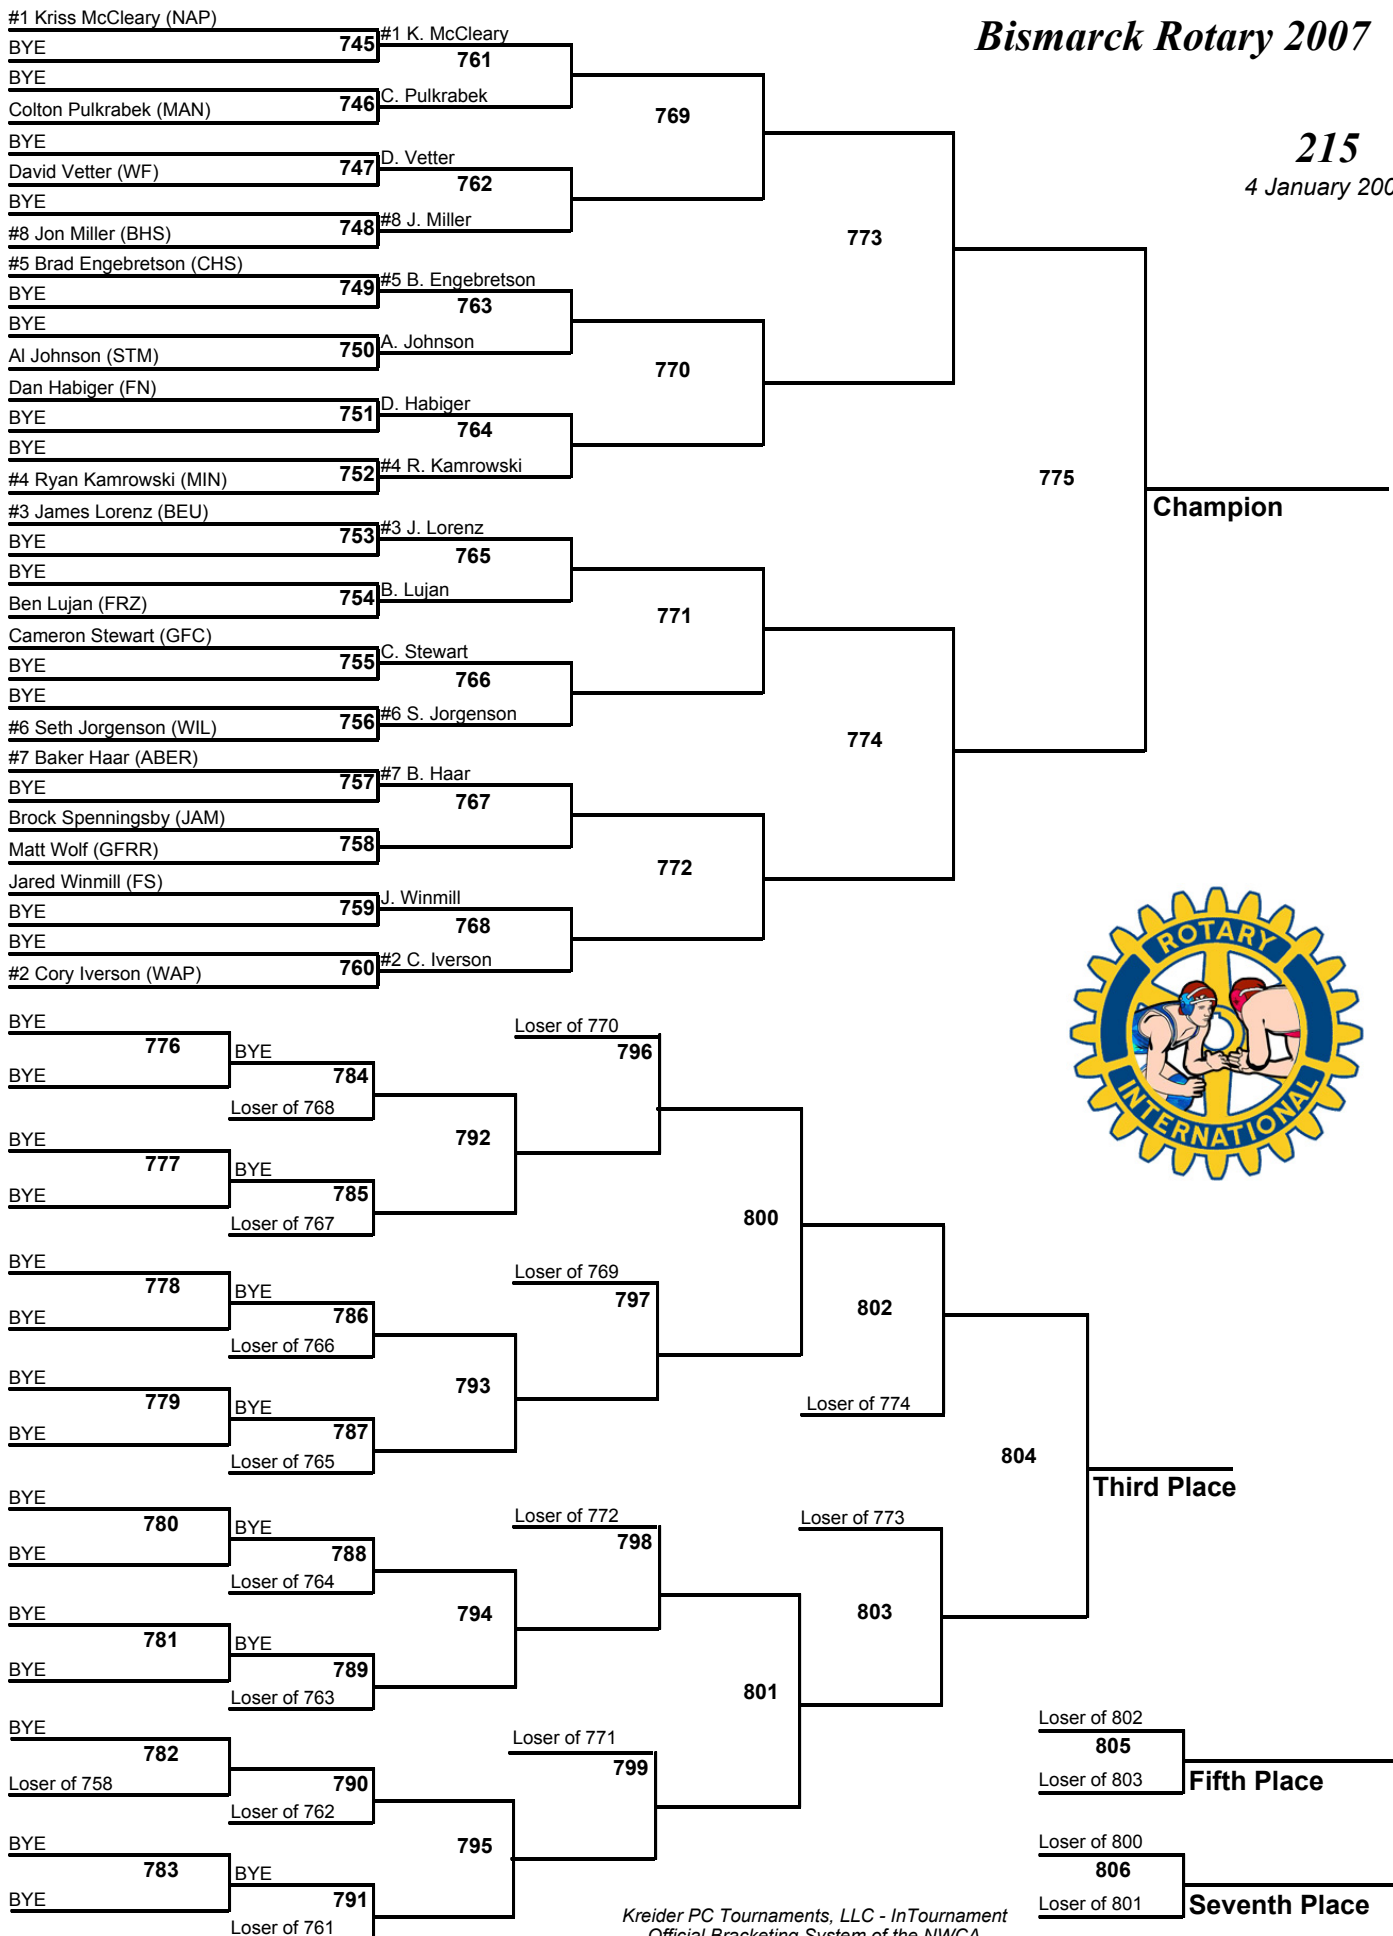 Bismarck Rotary 2007
215
4 January 200
#1 Kriss McCleary (NAP)
BYE
745
BYE
Colton Pulkrabek (MAN)
746
BYE
David Vetter (WF)
747
BYE
#8 Jon Miller (BHS)
748
#5 Brad Engebretson (CHS)
BYE
749
BYE
Al Johnson (STM)
750
Dan Habiger (FN)
BYE
751
BYE
#4 Ryan Kamrowski (MIN)
752
#3 James Lorenz (BEU)
BYE
753
BYE
Ben Lujan (FRZ)
754
Cameron Stewart (GFC)
BYE
755
BYE
#6 Seth Jorgenson (WIL)
756
#7 Baker Haar (ABER)
BYE
757
Brock Spenningsby (JAM)
Matt Wolf (GFRR)
758
Jared Winmill (FS)
BYE
759
BYE
#2 Cory Iverson (WAP)
760
#1 K. McCleary
761
C. Pulkrabek
D. Vetter
762
#8 J. Miller
#5 B. Engebretson
763
A. Johnson
D. Habiger
764
#4 R. Kamrowski
#3 J. Lorenz
765
B. Lujan
C. Stewart
766
#6 S. Jorgenson
#7 B. Haar
767
J. Winmill
768
#2 C. Iverson
769
770
771
772
773
774
775
Champion
ROTARY
INTERNATIONAL
BYE
776
BYE
BYE
777
BYE
BYE
778
BYE
BYE
779
BYE
BYE
780
BYE
BYE
781
BYE
BYE
782
Loser of 758
BYE
783
BYE
BYE
784
Loser of 768
BYE
785
Loser of 767
BYE
786
Loser of 766
BYE
787
Loser of 765
BYE
788
Loser of 764
BYE
789
Loser of 763
790
Loser of 762
BYE
791
Loser of 761
792
793
794
795
Loser of 770
796
Loser of 769
797
Loser of 772
798
Loser of 771
799
800
801
802
Loser of 774
Loser of 773
803
804
Third Place
Loser of 802
805
Loser of 803
Fifth Place
Loser of 800
806
Loser of 801
Seventh Place
Kreider PC Tournaments, LLC - InTournament
Official Bracketing System of the NWCA